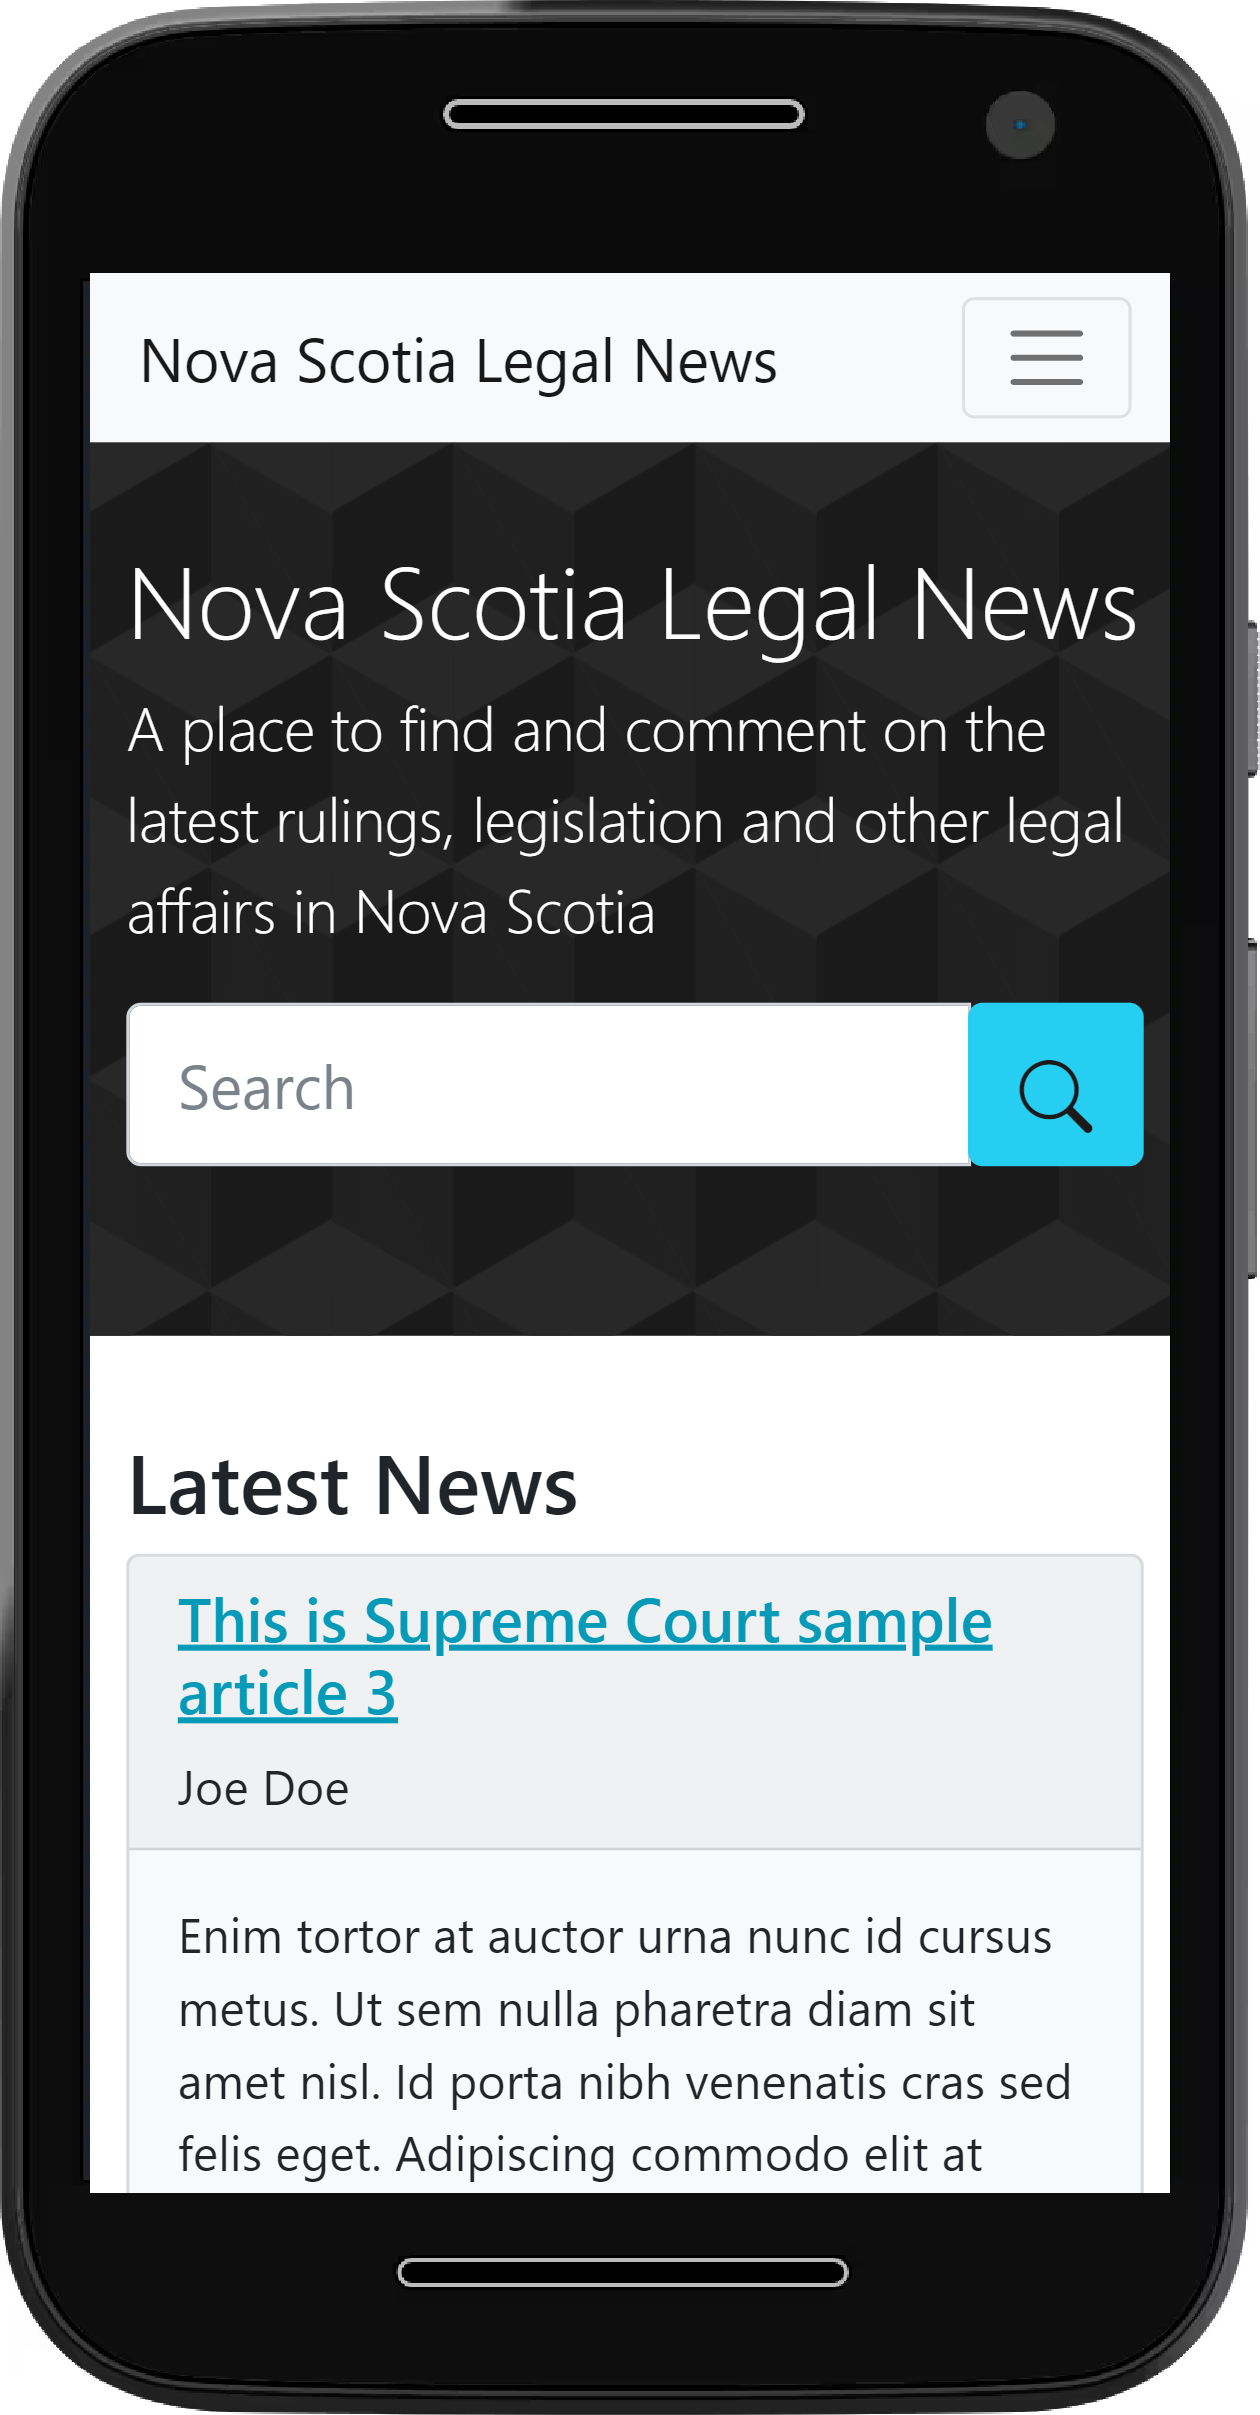 Nova Scotia Legal News
Nova Scotia Legal News
A place to find and comment on the
latest rulings, legislation and other legal
affairs in Nova Scotia
Search
Latest News
This is Supreme Court sample
article 3
Joe Doe
Enim tortor at auctor urna nunc id cursus
metus. Ut sem nulla pharetra diam sit
amet nisl. Id porta nibh venenatis cras sed
felis eget. Adipiscing commodo elit at